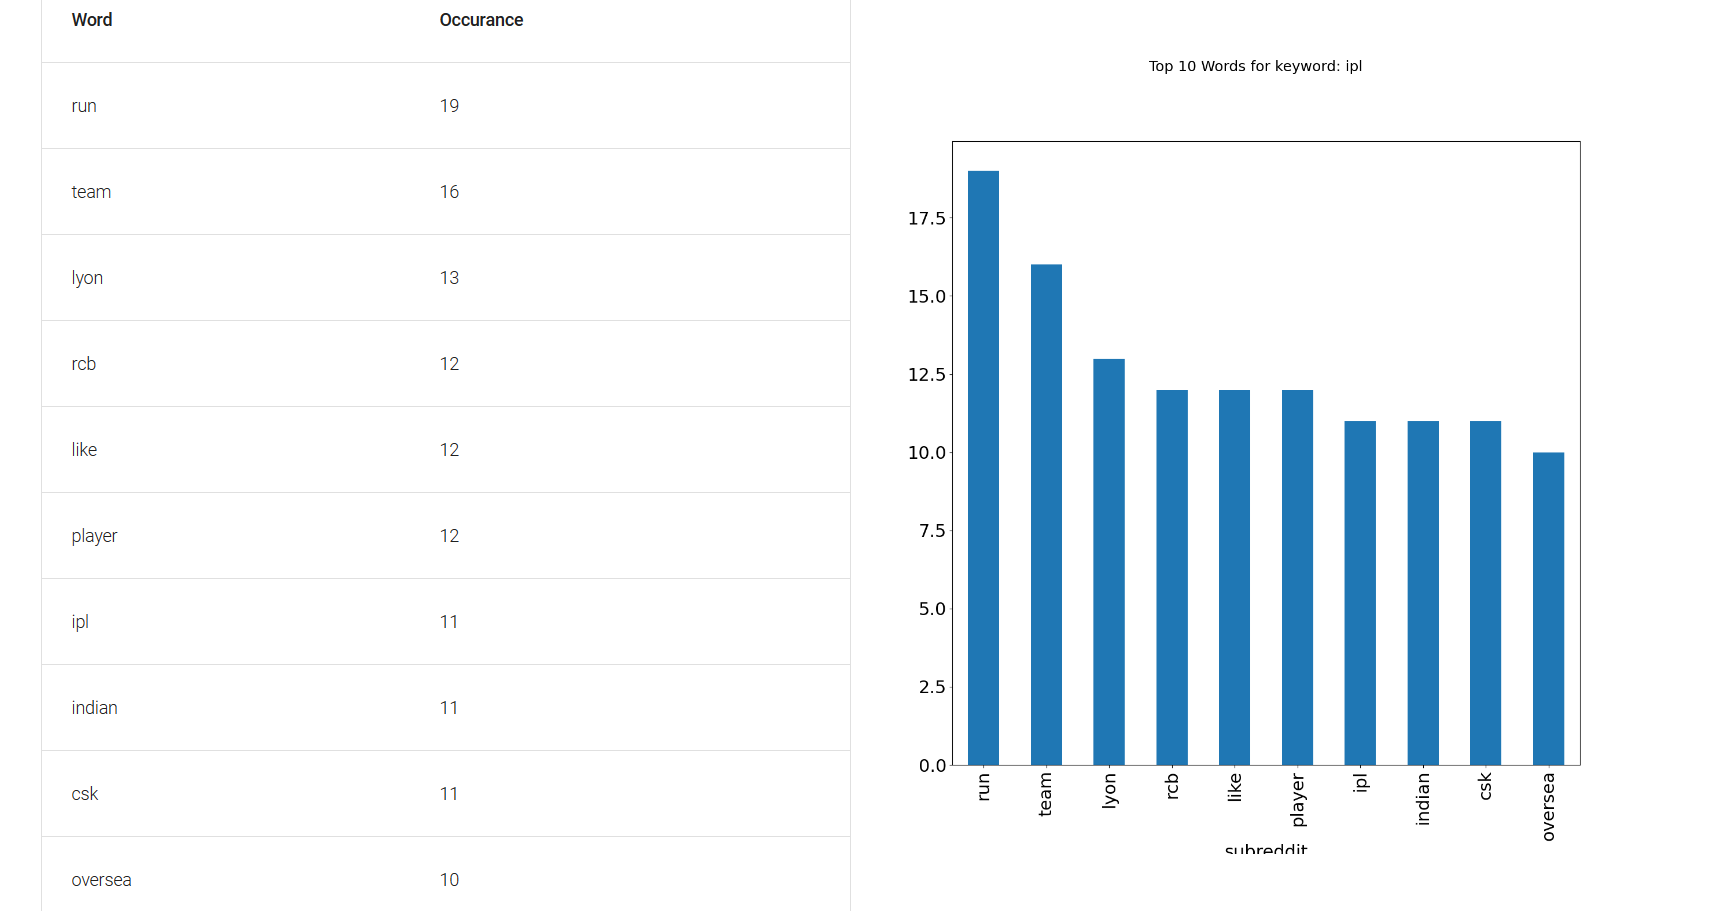 Word Occurance
run 19
team 16
lyon 13
rcb 12
like 12
player 12
ipl 11
indian 11
csk 11
oversea 10
Top 10 Words for keyword: ipl
17.5
15.0
12.5
10.0
7.5
5.0
2.5
0.0
run team lyon rcb like player ipl indian csk oversea
subreddit